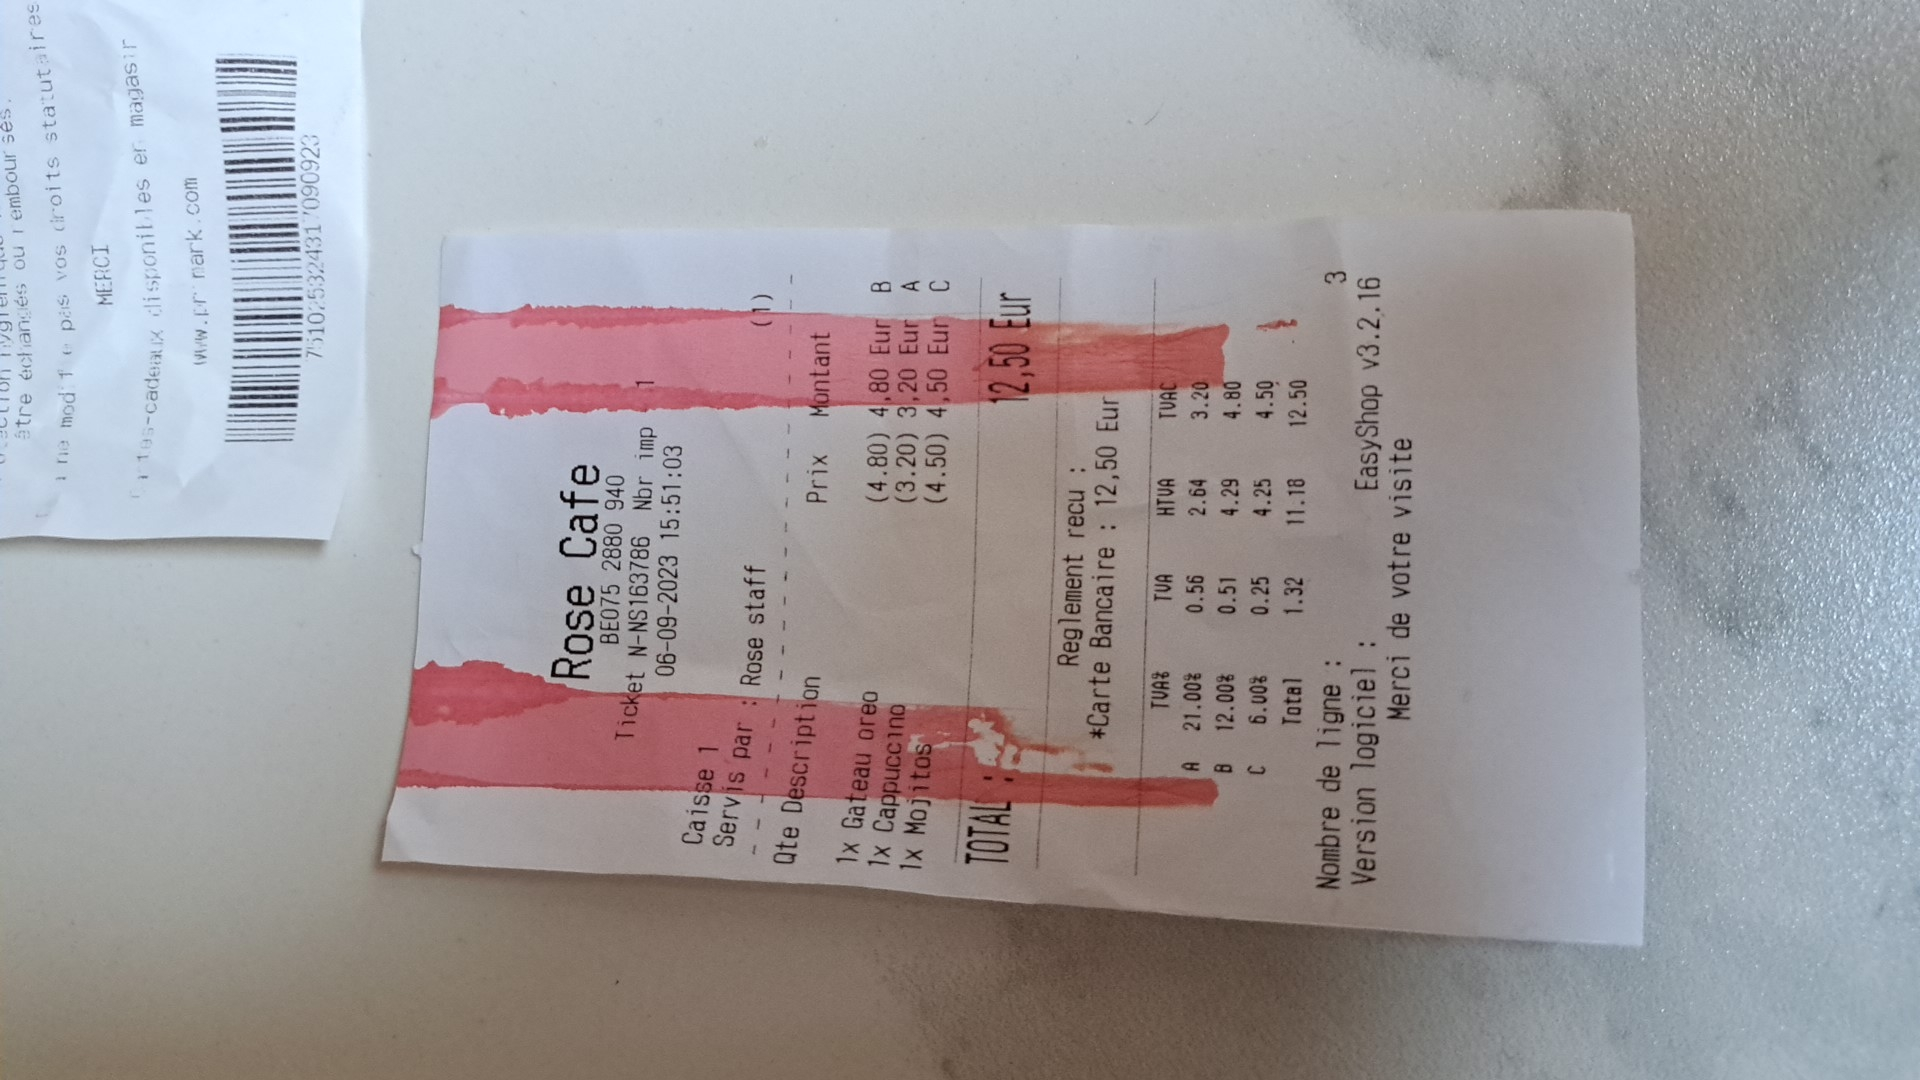 être échangés ou remboursés.
pas vos droits statutaires
MERCI
disponibles en magasin
75102532431709092​3
Rose Cafe
BE075 2880 940
Ticket N-NS163786 Nbr imp 1
06-09-2023 15:51:03
Caisse 1
Servis par : Rose staff (1)
Qte Description Prix Montant
1x Gateau oreo (4.80) 4,80 Eur B
1x Cappuccino (3.20) 3,20 Eur A
1x Mojitos (4.50) 4,50 Eur C
TOTAL : 12,50 Eur
Reglement recu :
*Carte Bancaire : 12,50 Eur
TVA% TVA HTVA TVAC
A 21.00% 0.56 2.64 3.20
B 12.00% 0.51 4.29 4.80
C 6.00% 0.25 4.25 4.50
Total 1.32 11.18 12.50
Nombre de ligne : 3
Version logiciel : EasyShop v3.2.16
Merci de votre visite